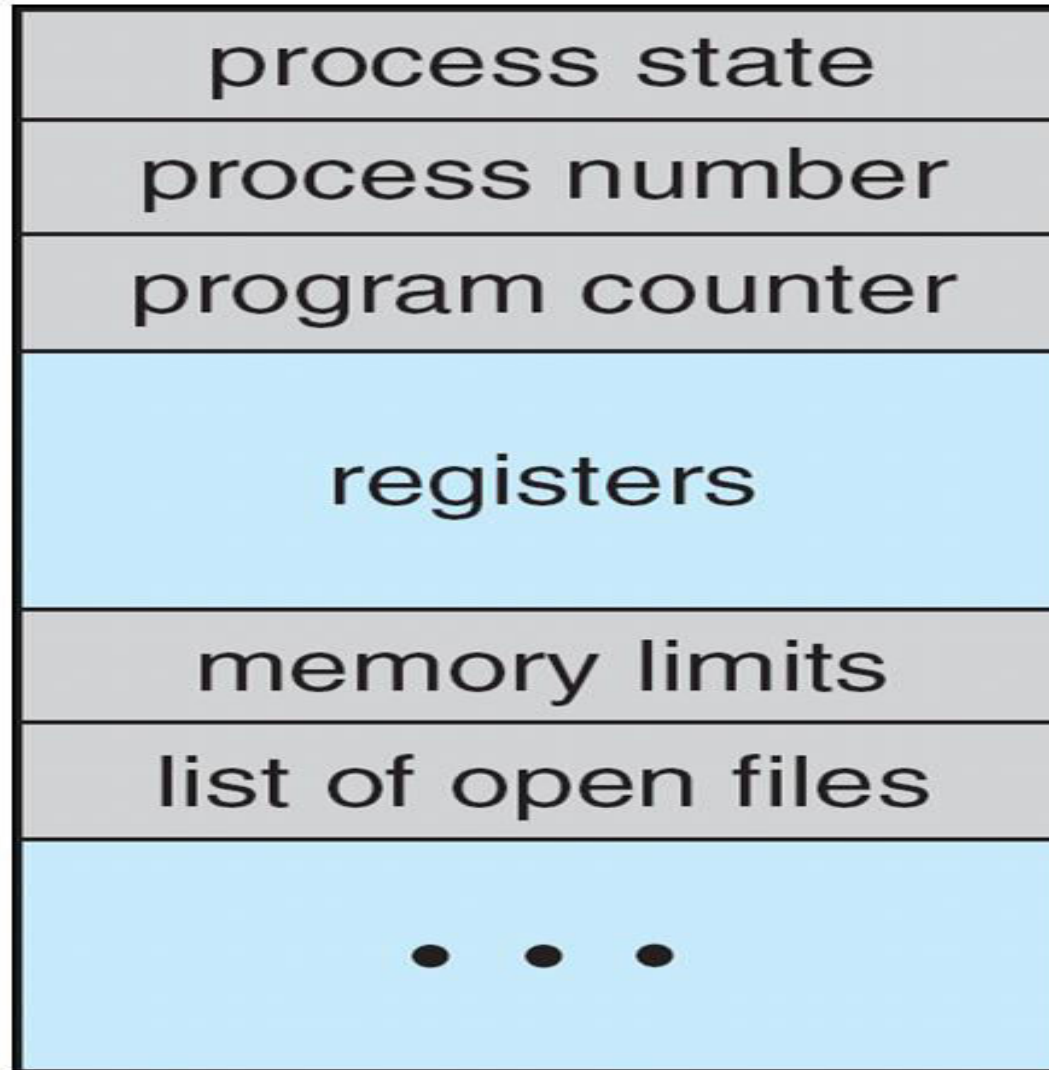 process state
process number
program counter
registers
memory limits
list of open files
• • •